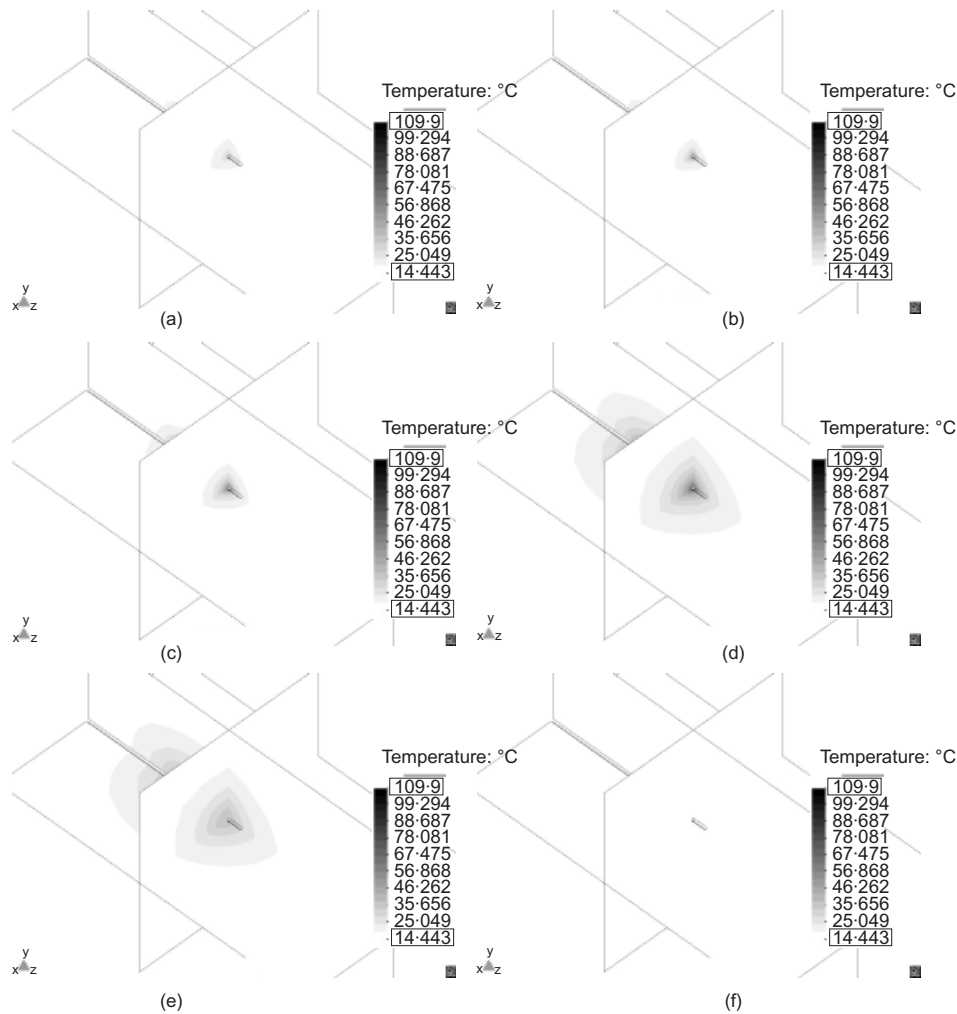 Temperature: °C
109·9
99·294
88·687
78·081
67·475
56·868
46·262
35·656
25·049
14·443
y
x z
(a)
Temperature: °C
109·9
99·294
88·687
78·081
67·475
56·868
46·262
35·656
25·049
14·443
y
x z
(b)
Temperature: °C
109·9
99·294
88·687
78·081
67·475
56·868
46·262
35·656
25·049
14·443
y
x z
(c)
Temperature: °C
109·9
99·294
88·687
78·081
67·475
56·868
46·262
35·656
25·049
14·443
y
x z
(d)
Temperature: °C
109·9
99·294
88·687
78·081
67·475
56·868
46·262
35·656
25·049
14·443
y
x z
(e)
Temperature: °C
109·9
99·294
88·687
78·081
67·475
56·868
46·262
35·656
25·049
14·443
y
x z
(f)